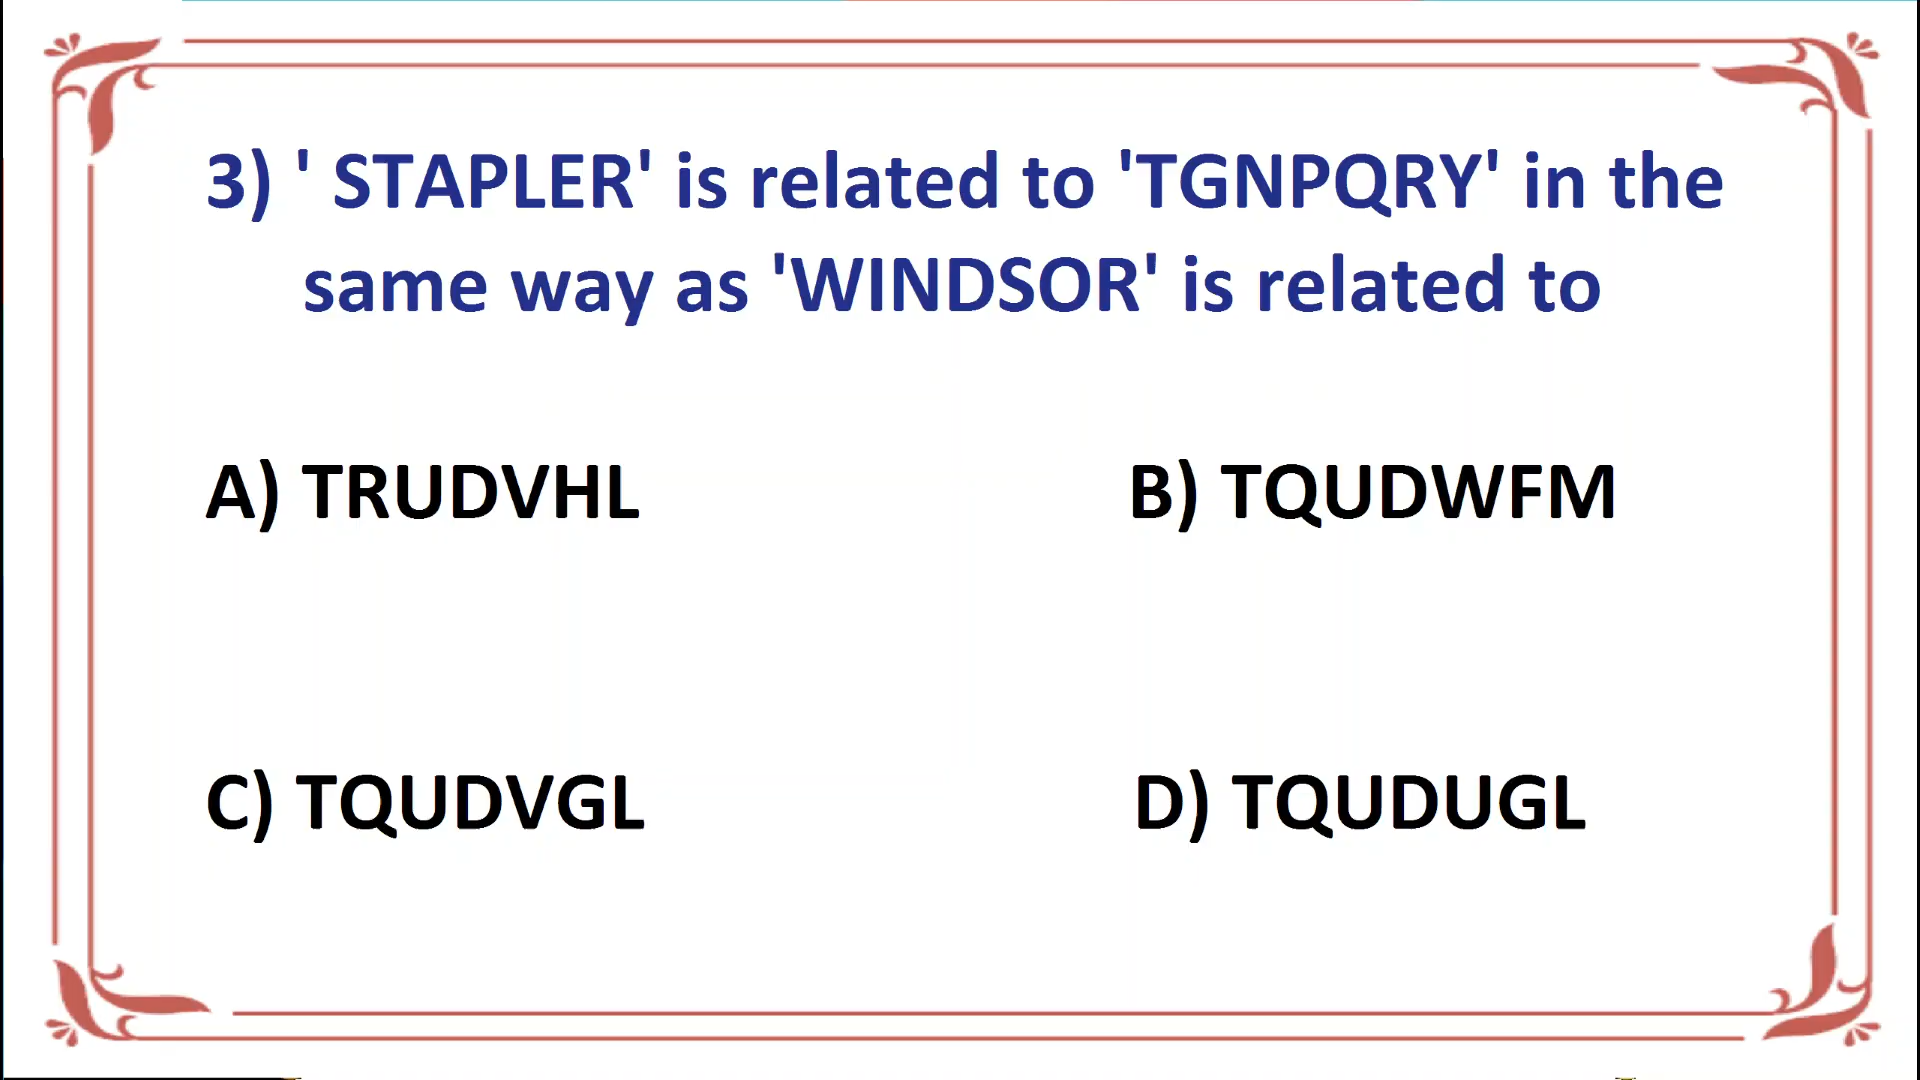 3) ' STAPLER' is related to 'TGNPQRY' in the
same way as 'WINDSOR' is related to
A) TRUDVHL
B) TQUDWFM
C) TQUDVGL
D) TQUDUGL